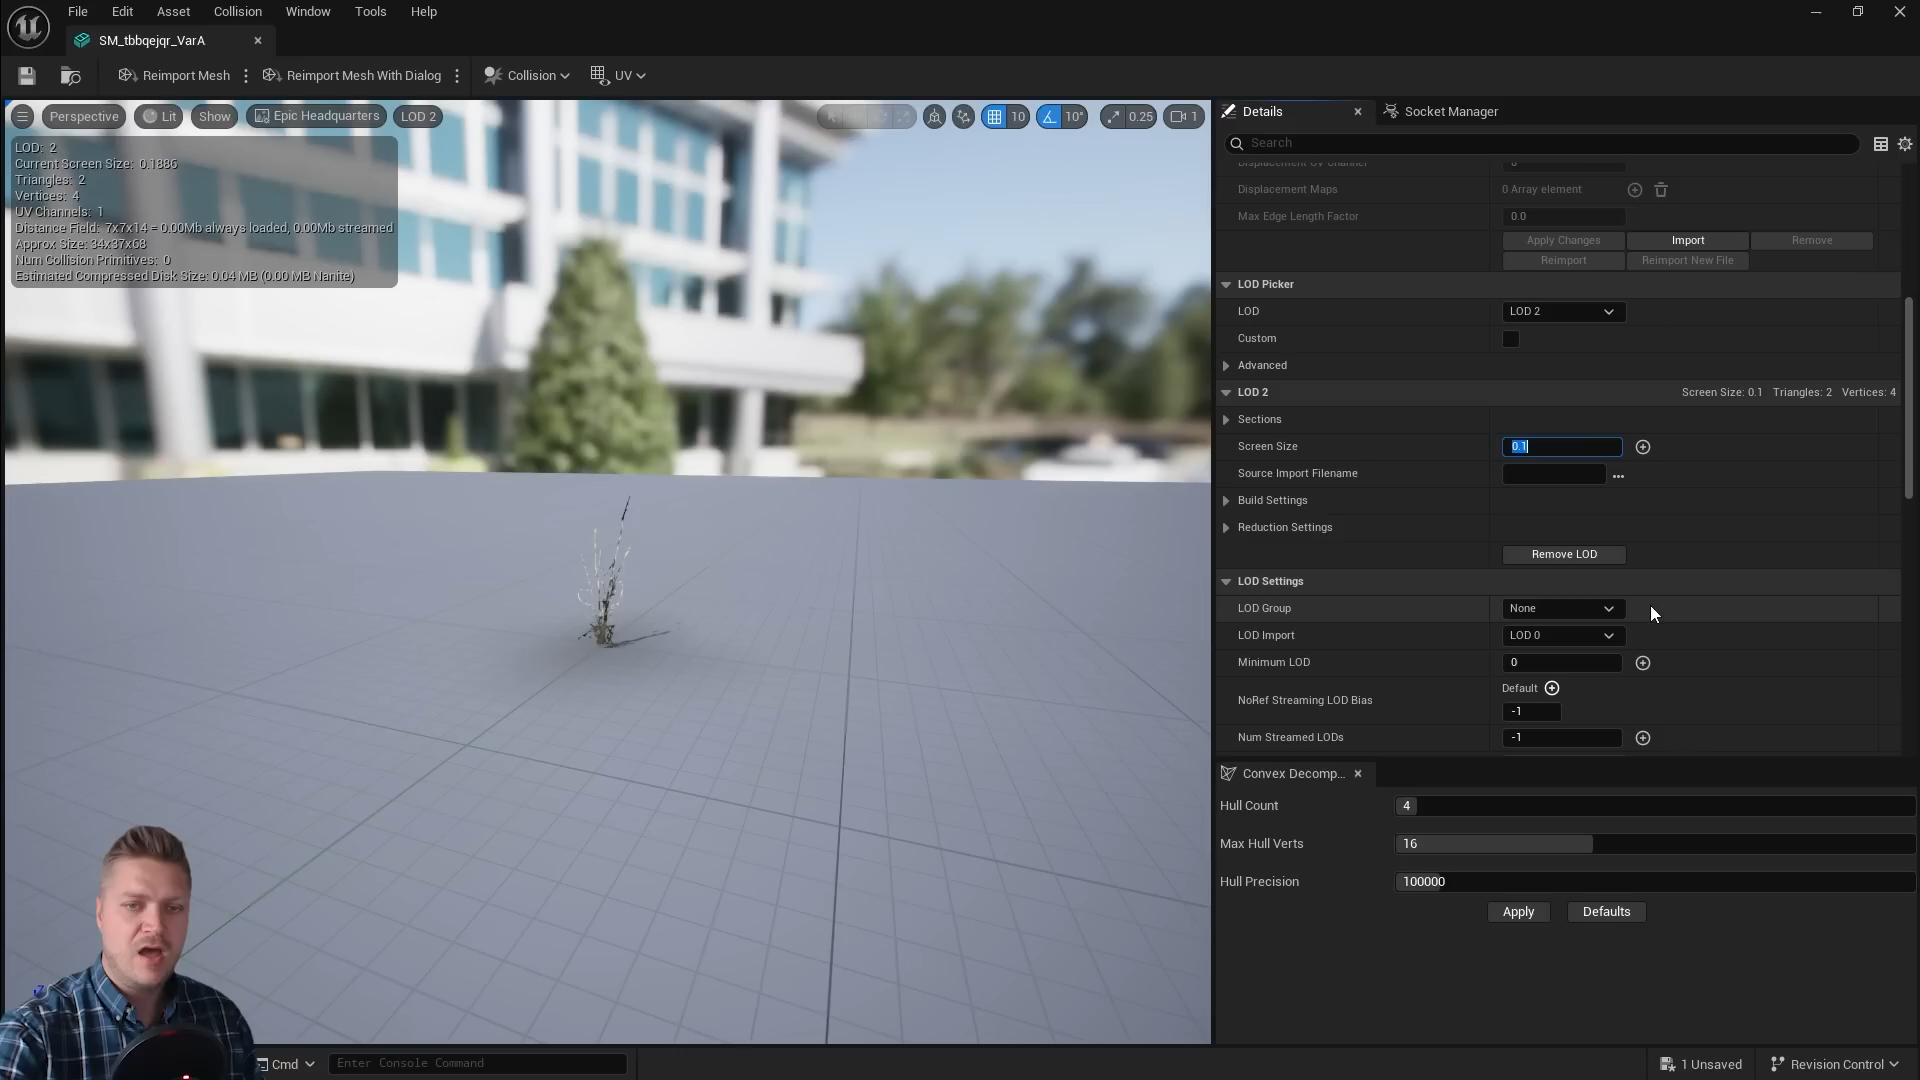 File Edit Asset Collision Window Tools Help
SM_tbbqejqr_VarA
Reimport Mesh Reimport Mesh With Dialog Collision UV
Perspective Lit Show Epic Headquarters LOD 2 10 10° 0.25 1
LOD: 2
Current Screen Size: 0.1886
Triangles: 2
Vertices: 4
UV Channels: 1
Distance Field: 7x7x14 = 0.00Mb always loaded, 0.00Mb streamed
Approx Size: 34x37x68
Num Collision Primitives: 0
Estimated Compressed Disk Size: 0.04 MB (0.00 MB Nanite)
Details Socket Manager
Search
Displacement UV Channel
Displacement Maps 0 Array element
Max Edge Length Factor 0.0
Apply Changes Import Remove
Reimport Reimport New File
LOD Picker
LOD LOD 2
Custom
Advanced
LOD 2 Screen Size: 0.1 Triangles: 2 Vertices: 4
Sections
Screen Size 0.1
Source Import Filename ...
Build Settings
Reduction Settings
Remove LOD
LOD Settings
LOD Group None
LOD Import LOD 0
Minimum LOD 0
Default
NoRef Streaming LOD Bias
-1
Num Streamed LODs -1
Convex Decomp...
Hull Count 4
Max Hull Verts 16
Hull Precision 100000
Apply Defaults
Cmd Enter Console Command 1 Unsaved Revision Control